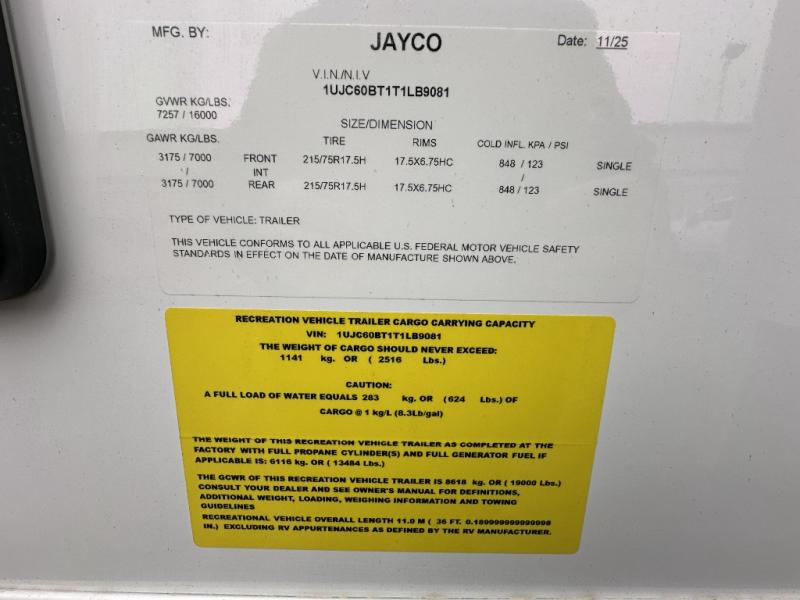 MFG. BY: JAYCO Date: 11/25
V.I.N./N.I.V
1UJC60BT1T1LB9081
GVWR KG/LBS.
7257 / 16000
SIZE/DIMENSION
GAWR KG/LBS. TIRE RIMS COLD INFL. KPA / PSI
3175 / 7000 FRONT 215/75R17.5H 17.5X6.75HC 848 / 123 SINGLE
/ INT /
3175 / 7000 REAR 215/75R17.5H 17.5X6.75HC 848 / 123 SINGLE
TYPE OF VEHICLE: TRAILER
THIS VEHICLE CONFORMS TO ALL APPLICABLE U.S. FEDERAL MOTOR VEHICLE SAFETY
STANDARDS IN EFFECT ON THE DATE OF MANUFACTURE SHOWN ABOVE.
RECREATION VEHICLE TRAILER CARGO CARRYING CAPACITY
VIN: 1UJC60BT1T1LB9081
THE WEIGHT OF CARGO SHOULD NEVER EXCEED:
1141 kg. OR ( 2516 Lbs.)
CAUTION:
A FULL LOAD OF WATER EQUALS 283 kg. OR (624 Lbs.) OF
CARGO @ 1 kg/L (8.3Lb/gal)
THE WEIGHT OF THIS RECREATION VEHICLE TRAILER AS COMPLETED AT THE
FACTORY WITH FULL PROPANE CYLINDER(S) AND FULL GENERATOR FUEL IF
APPLICABLE IS: 6116 kg. OR ( 13484 Lbs.)
THE GCWR OF THIS RECREATION VEHICLE TRAILER IS 8618 kg. OR ( 19000 Lbs.)
CONSULT YOUR DEALER AND SEE OWNER'S MANUAL FOR DEFINITIONS,
ADDITIONAL WEIGHT, LOADING, WEIGHING INFORMATION AND TOWING
GUIDELINES
RECREATIONAL VEHICLE OVERALL LENGTH 11.0 M ( 36 FT. 0.189999999999998
IN.) EXCLUDING RV APPURTENANCES AS DEFINED BY THE RV MANUFACTURER.